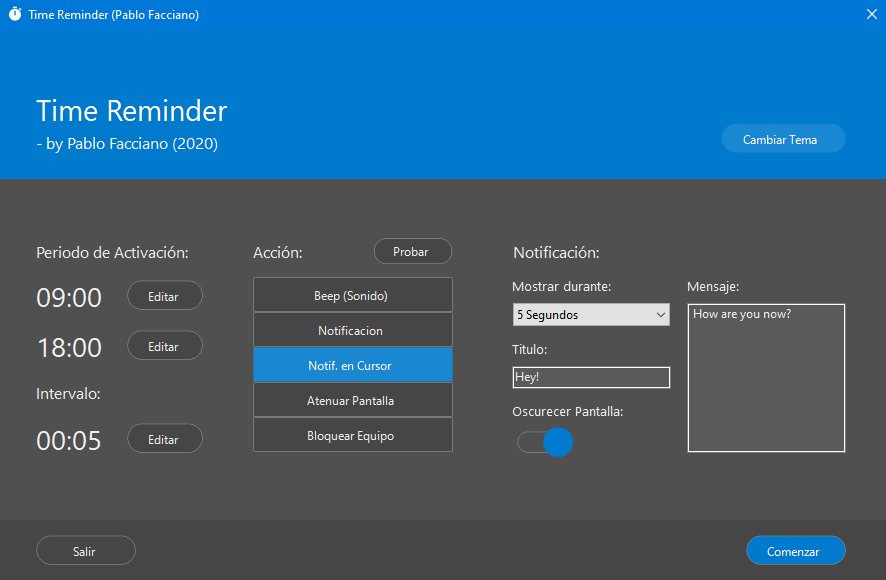 Time Reminder (Pablo Facciano)
Time Reminder
- by Pablo Facciano (2020)
Cambiar Tema
Periodo de Activación:
09:00
Editar
18:00
Editar
Intervalo:
00:05
Editar
Acción:
Probar
Beep (Sonido)
Notificacion
Notif. en Cursor
Atenuar Pantalla
Bloquear Equipo
Notificación:
Mostrar durante:
5 Segundos
Titulo:
Hey!
Oscurecer Pantalla:
Mensaje:
How are you now?
Salir
Comenzar